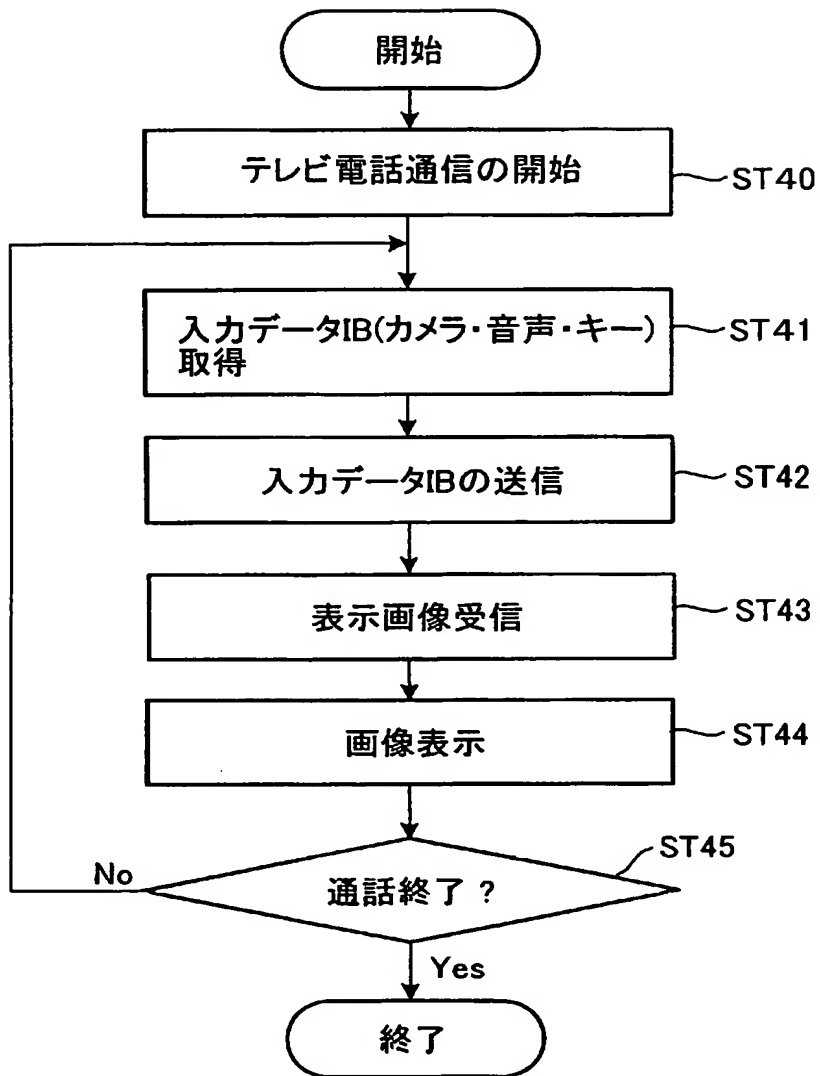 開始
テレビ電話通信の開始
ST40
入力データIB(カメラ・音声・キー)
取得
ST41
入力データIBの送信
ST42
表示画像受信
ST43
画像表示
ST44
ST45
通話終了?
No
Yes
終了